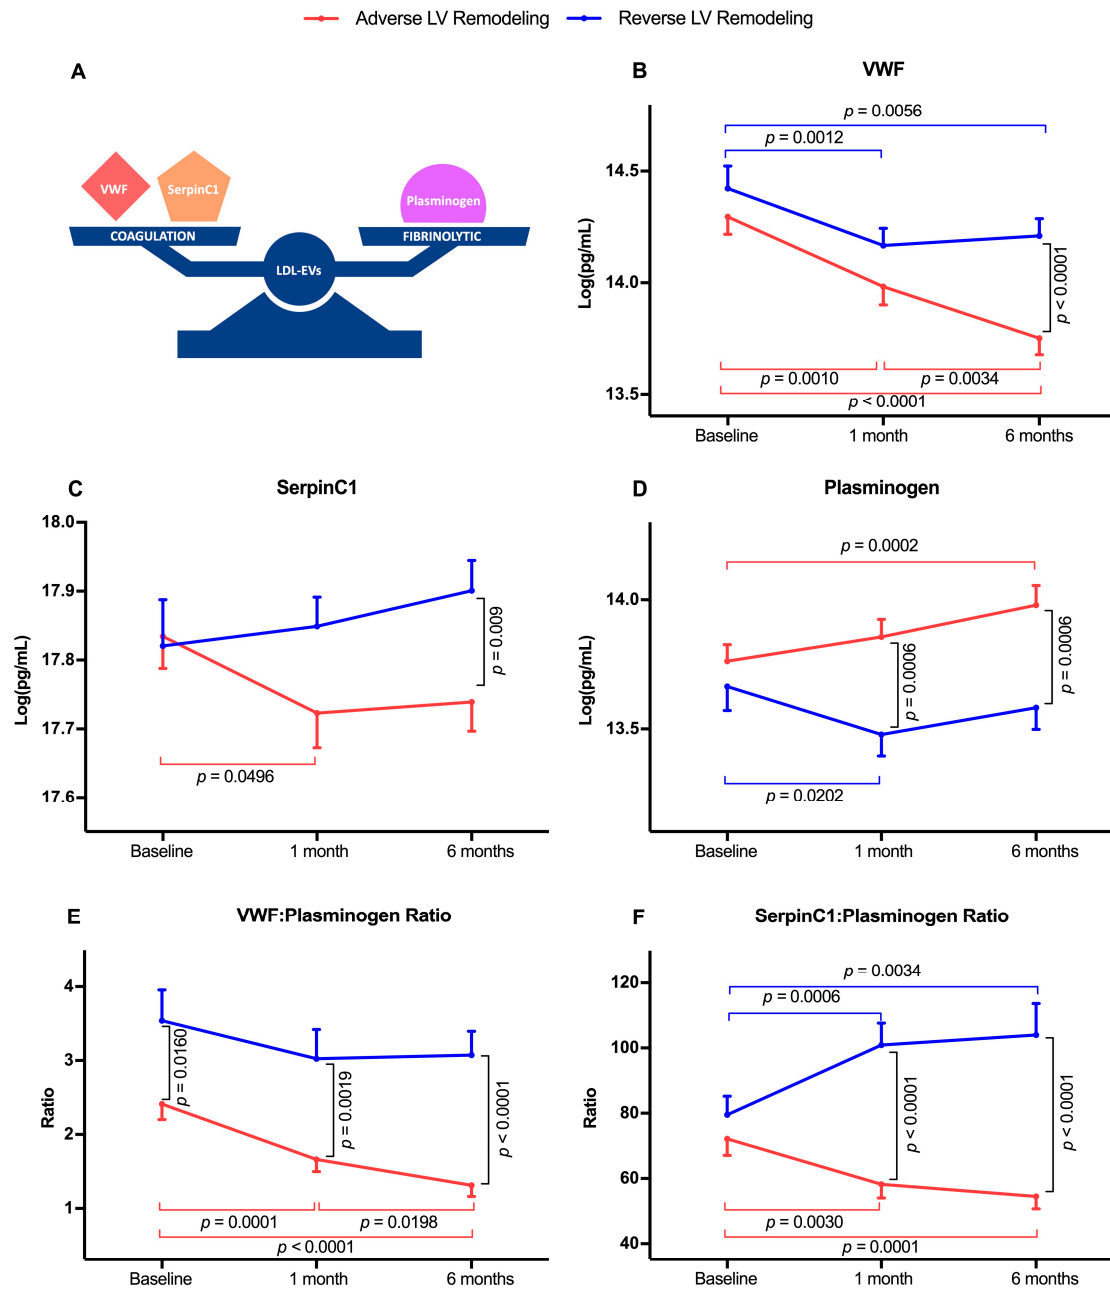 Adverse LV Remodeling Reverse LV Remodeling
A
VWF
SerpinC1
Plasminogen
COAGULATION
FIBRINOLYTIC
LDL-EVs
B
VWF
p = 0.0056
p = 0.0012
14.5
14.0
13.5
Log(pg/mL)
p < 0.0001
p = 0.0010
p = 0.0034
p < 0.0001
Baseline 1 month 6 months
C
SerpinC1
18.0
17.9
17.8
17.7
17.6
Log(pg/mL)
p = 0.009
p = 0.0496
Baseline 1 month 6 months
D
Plasminogen
p = 0.0002
14.0
13.5
Log(pg/mL)
p = 0.0006
p = 0.0006
p = 0.0202
Baseline 1 month 6 months
E
VWF:Plasminogen Ratio
4
3
2
1
Ratio
p = 0.0160
p = 0.0019
p < 0.0001
p = 0.0001
p = 0.0198
p < 0.0001
Baseline 1 month 6 months
F
SerpinC1:Plasminogen Ratio
p = 0.0034
p = 0.0006
120
100
80
60
40
Ratio
p < 0.0001
p < 0.0001
p = 0.0030
p = 0.0001
Baseline 1 month 6 months